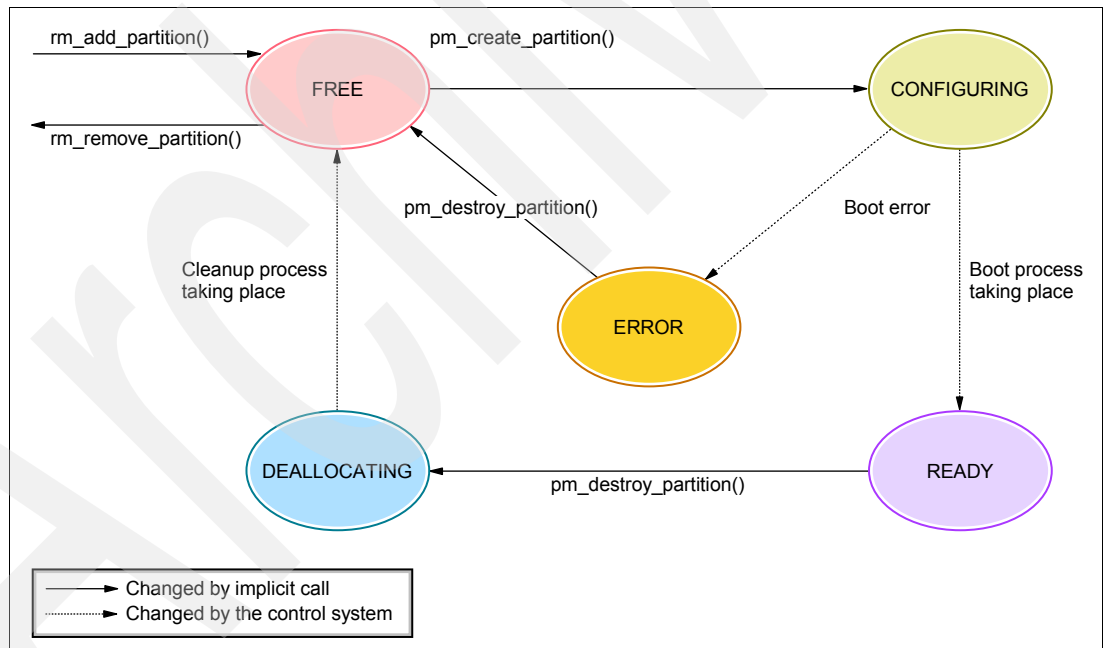 rm_add_partition()
FREE
pm_create_partition()
CONFIGURING
rm_remove_partition()
pm_destroy_partition()
Boot error
Cleanup process
taking place
Boot process
taking place
ERROR
DEALLOCATING
pm_destroy_partition()
READY
Changed by implicit call
Changed by the control system